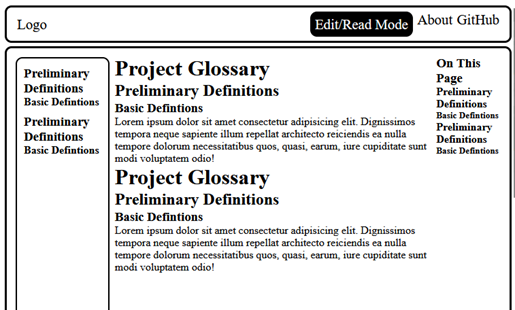 Logo
Edit/Read Mode
About GitHub
Preliminary
Definitions
Basic Defintions
Preliminary
Definitions
Basic Defintions
Project Glossary
Preliminary Definitions
Basic Defintions
Lorem ipsum dolor sit amet consectetur adipisicing elit. Dignissimos
tempora neque sapiente illum repellat architecto reiciendis ea nulla
tempore dolorum necessitatibus quos, quasi, earum, iure cupiditate sunt
modi voluptatem odio!
Project Glossary
Preliminary Definitions
Basic Defintions
Lorem ipsum dolor sit amet consectetur adipisicing elit. Dignissimos
tempora neque sapiente illum repellat architecto reiciendis ea nulla
tempore dolorum necessitatibus quos, quasi, earum, iure cupiditate sunt
modi voluptatem odio!
On This
Page
Preliminary
Definitions
Basic Defintions
Preliminary
Definitions
Basic Defintions